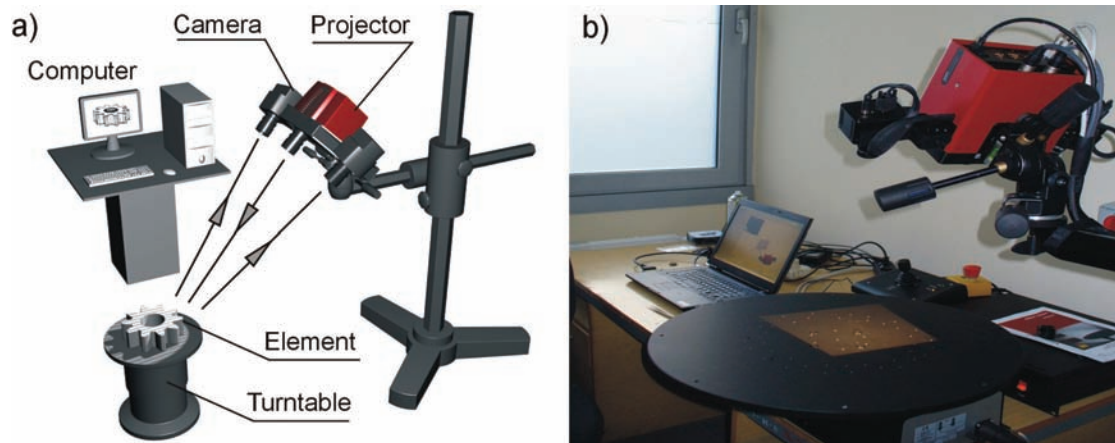 a)
Camera
Projector
Computer
Element
Turntable
b)